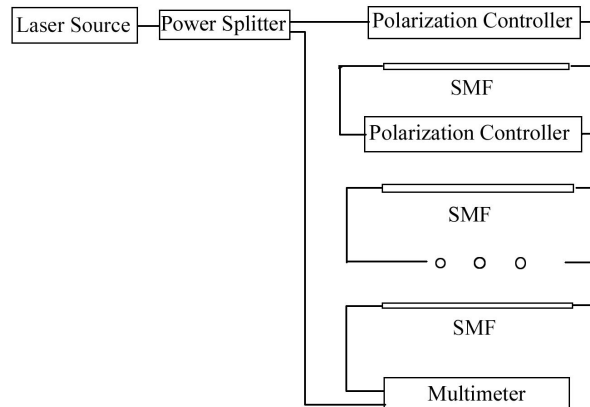 Laser Source
Power Splitter
Polarization Controller
SMF
Polarization Controller
SMF
SMF
Multimeter